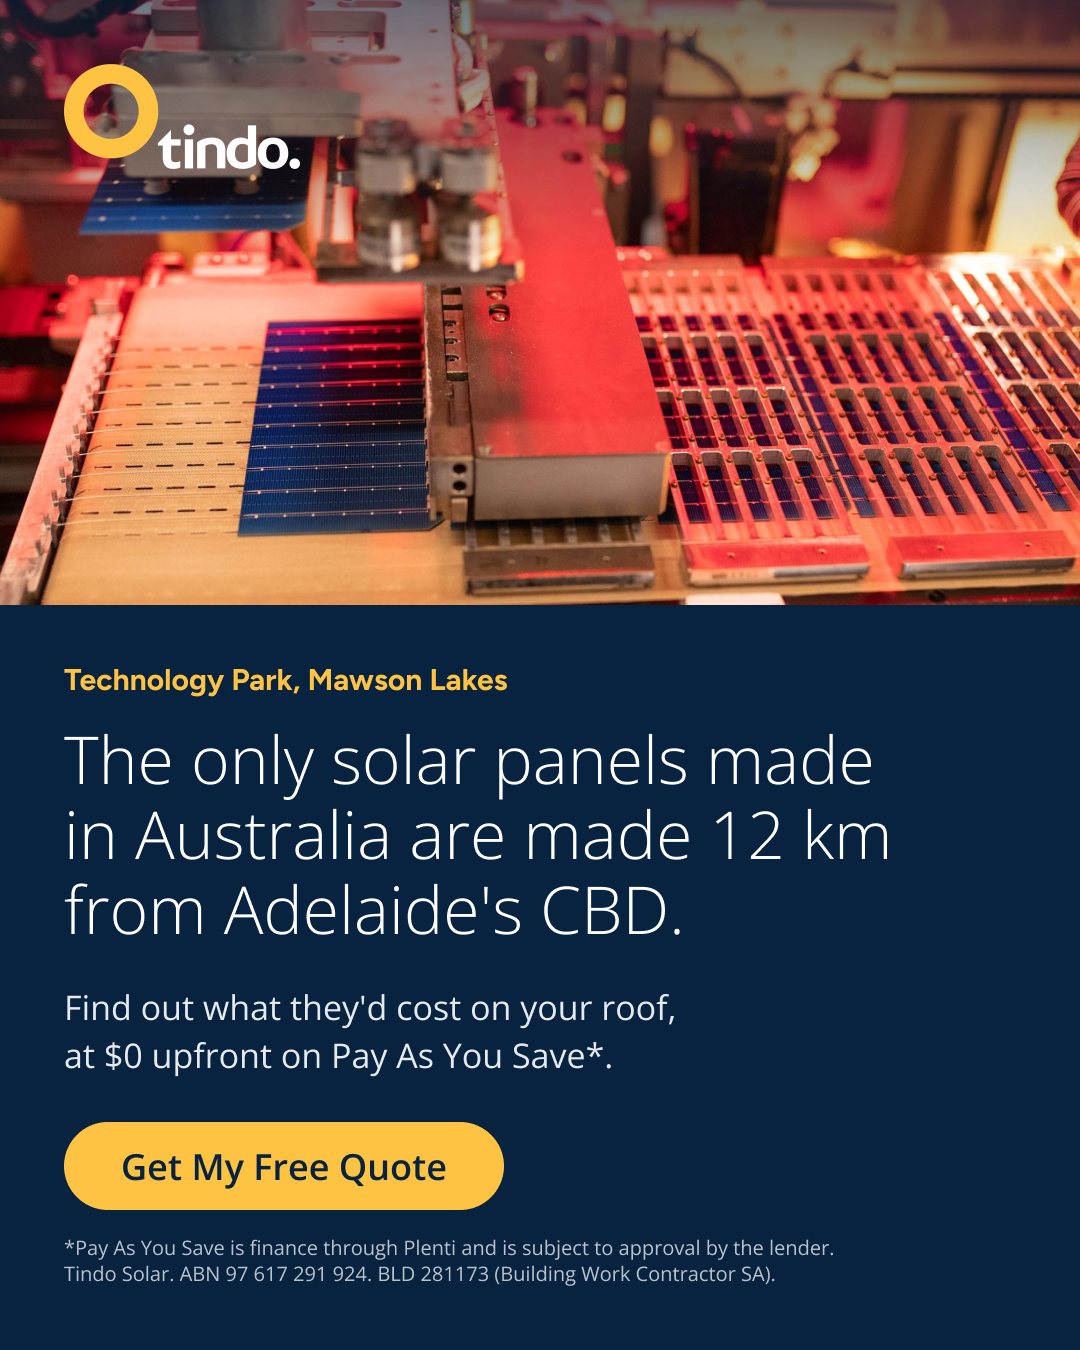 tindo.
Technology Park, Mawson Lakes
The only solar panels made
in Australia are made 12 km
from Adelaide's CBD.
Find out what they'd cost on your roof,
at $0 upfront on Pay As You Save*.
Get My Free Quote
*Pay As You Save is finance through Plenti and is subject to approval by the lender.
Tindo Solar. ABN 97 617 291 924. BLD 281173 (Building Work Contractor SA).